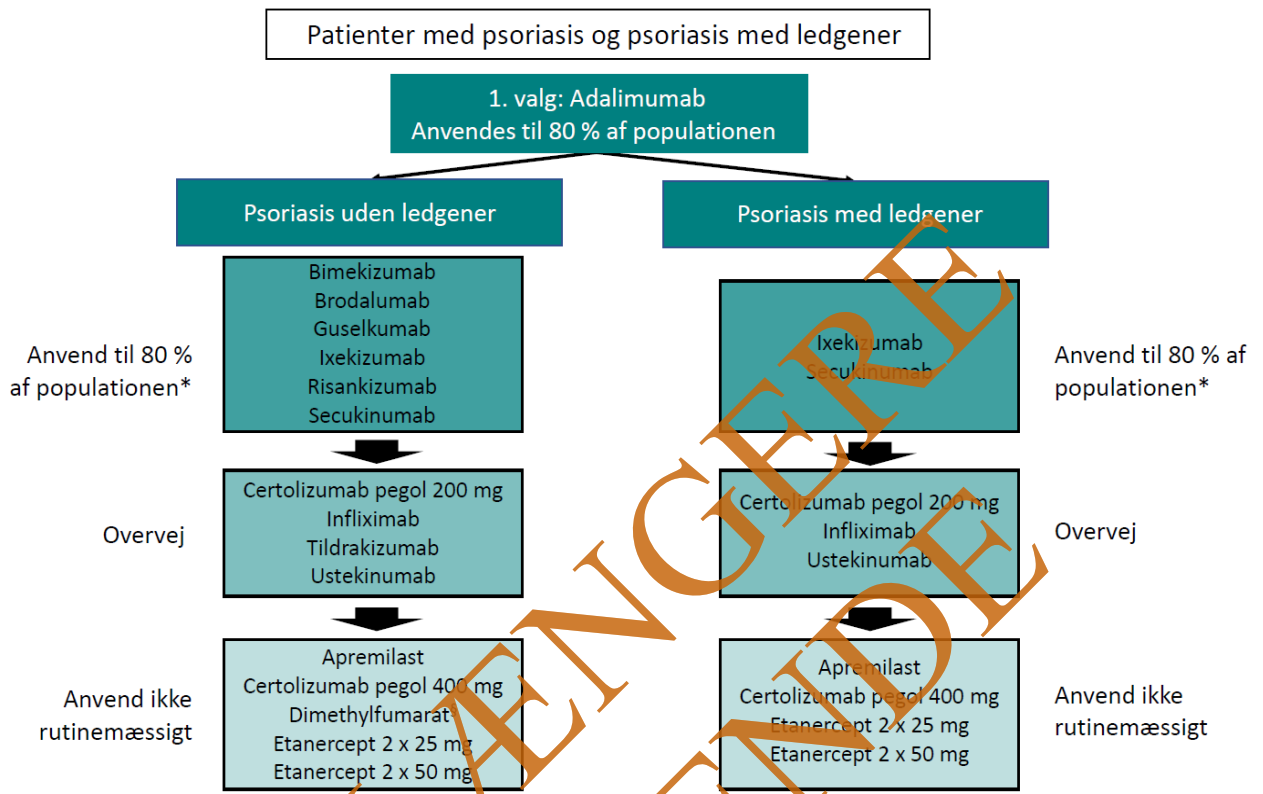 Patienter med psoriasis og psoriasis med ledgener
1. valg: Adalimumab
Anvendes til 80 % af populationen
Psoriasis uden ledgener
Psoriasis med ledgener
Anvend til 80 %
af populationen*
Bimekizumab
Brodalumab
Guselkumab
Ixekizumab
Risankizumab
Secukinumab
Ixekizumab
Secukinumab
Anvend til 80 % af
populationen*
Overvej
Certolizumab pegol 200 mg
Infliximab
Tildrakizumab
Ustekinumab
Certolizumab pegol 200 mg
Infliximab
Ustekinumab
Overvej
Anvend ikke
rutinemæssigt
Apremilast
Certolizumab pegol 400 mg
Dimethylfumarat§
Etanercept 2 x 25 mg
Etanercept 2 x 50 mg
Apremilast
Certolizumab pegol 400 mg
Etanercept 2 x 25 mg
Etanercept 2 x 50 mg
Anvend ikke
rutinemæssigt
ÆNGERE
NDE